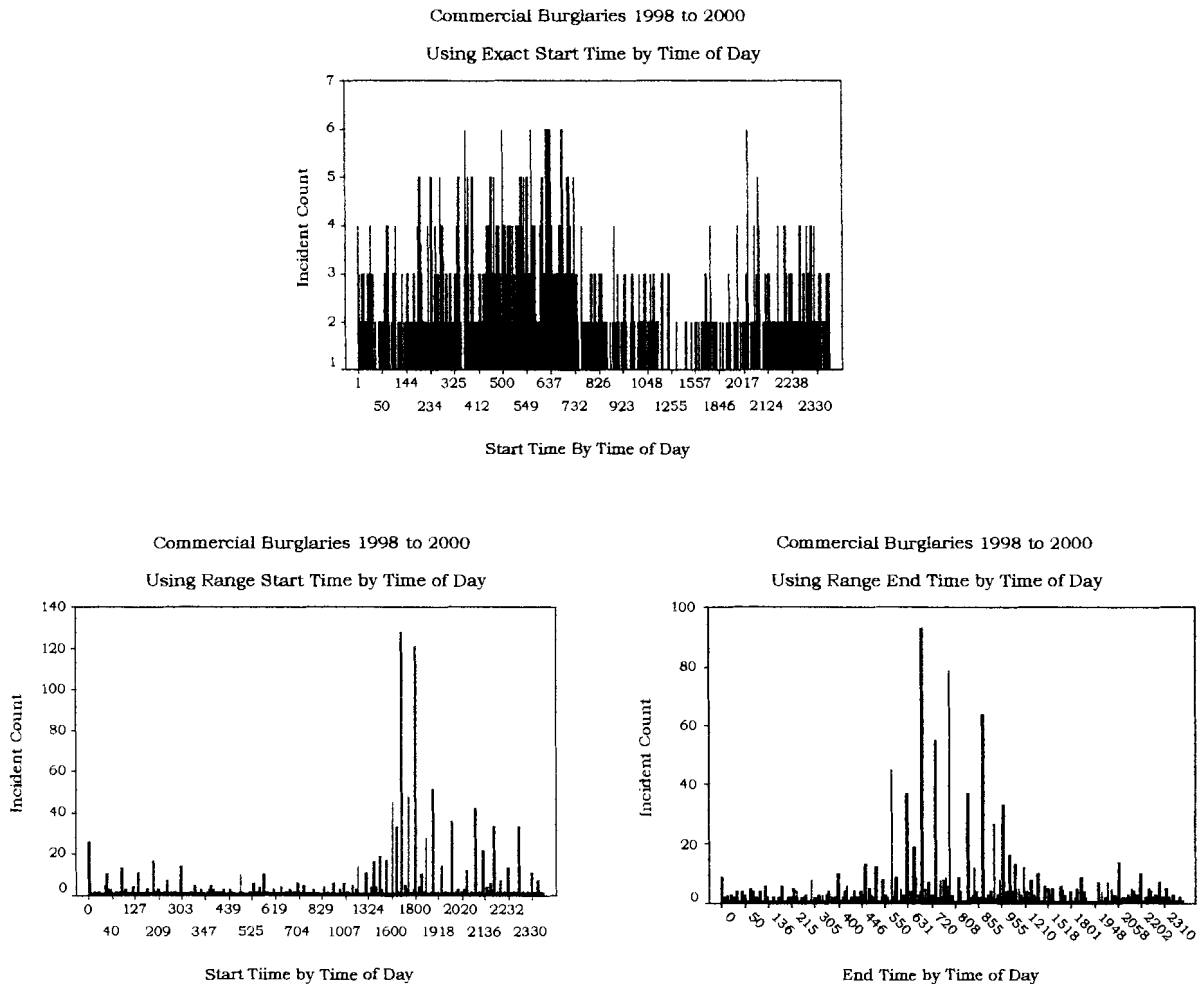 Commercial Burglaries 1998 to 2000
Using Exact Start Time by Time of Day
Incident Count
7
6
5
4
3
2
1
1 144 325 500 637 826 1048 1557 2017 2238
50 234 412 549 732 923 1255 1846 2124 2330
Start Time By Time of Day
Commercial Burglaries 1998 to 2000
Using Range Start Time by Time of Day
Incident Count
140
120
100
80
60
40
20
0
0 127 303 439 619 829 1324 1800 2020 2232
40 209 347 525 704 1007 1600 1918 2136 2330
Start Tiime by Time of Day
Commercial Burglaries 1998 to 2000
Using Range End Time by Time of Day
Incident Count
100
80
60
40
20
0
0 50 136 215 305 400 446 550 631 720 808 855 955 1210 1518 1801 1948 2058 2202 2310
End Time by Time of Day